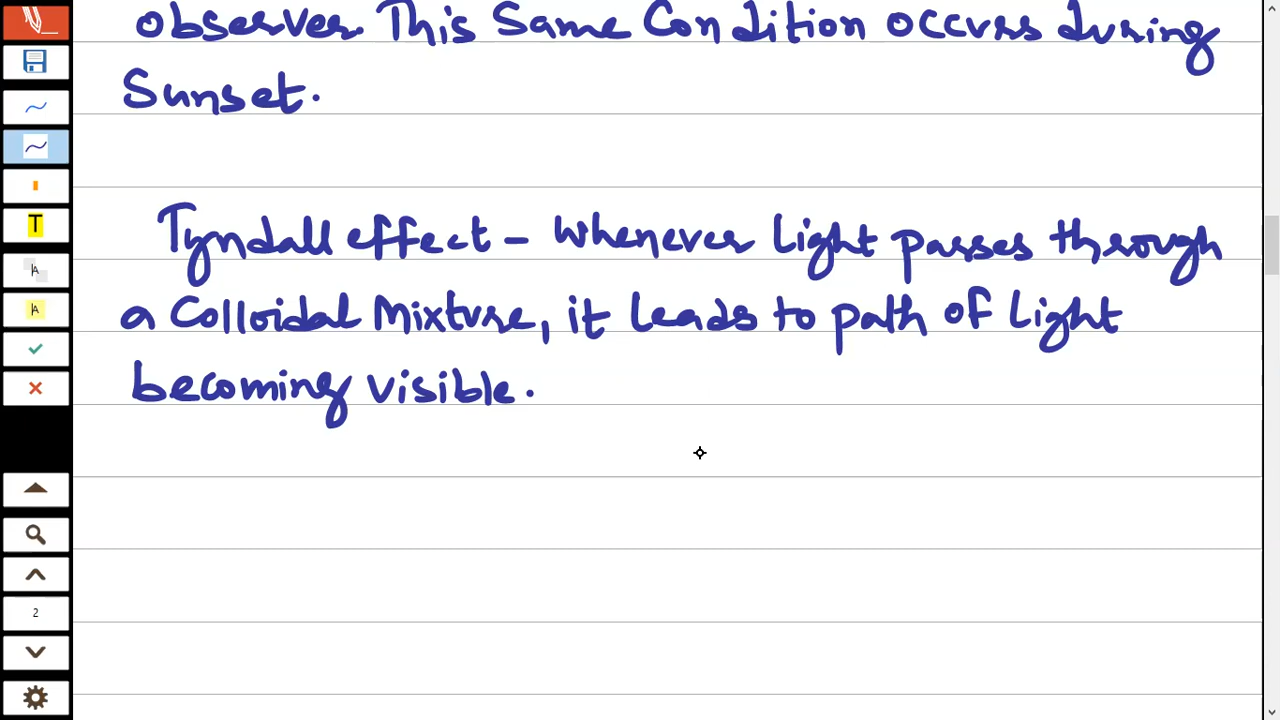 observer. This Same Condition occurs during
Sunset.
Tyndall effect - Whenever Light passes through
a Colloidal Mixture, it leads to path of Light
becoming visible.
T
A
A
2